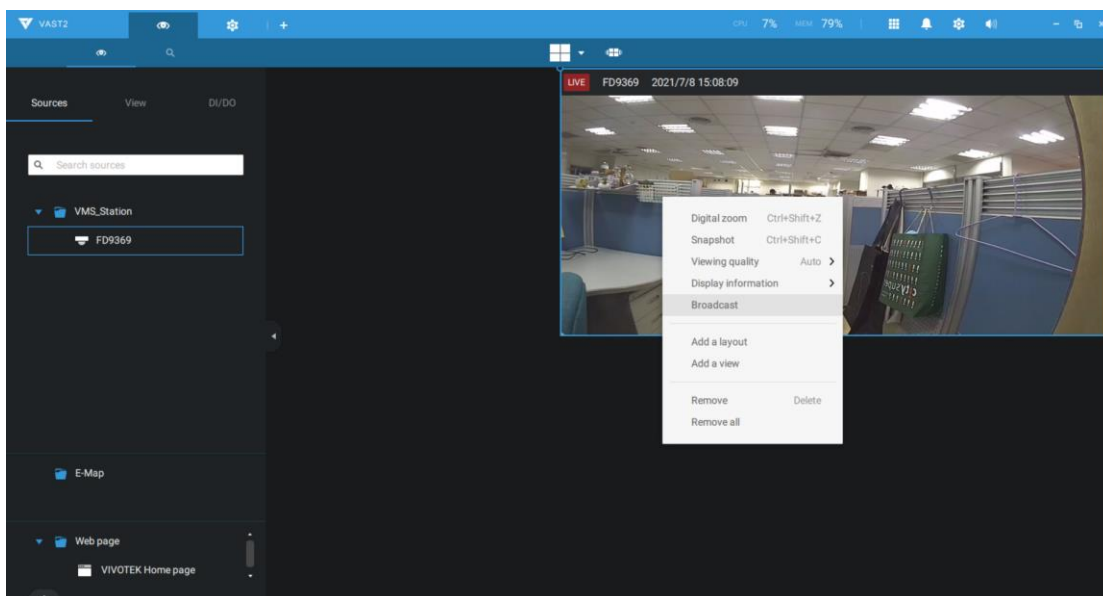 VAST2
+
CPU 7% MEM 79%
LIVE FD9369 2021/7/8 15:08:09
Sources View DI/DO
Search sources
VMS_Station
FD9369
Digital zoom Ctrl+Shift+Z
Snapshot Ctrl+Shift+C
Viewing quality Auto
Display information
Broadcast
Add a layout
Add a view
Remove Delete
Remove all
E-Map
Web page
VIVOTEK Home page